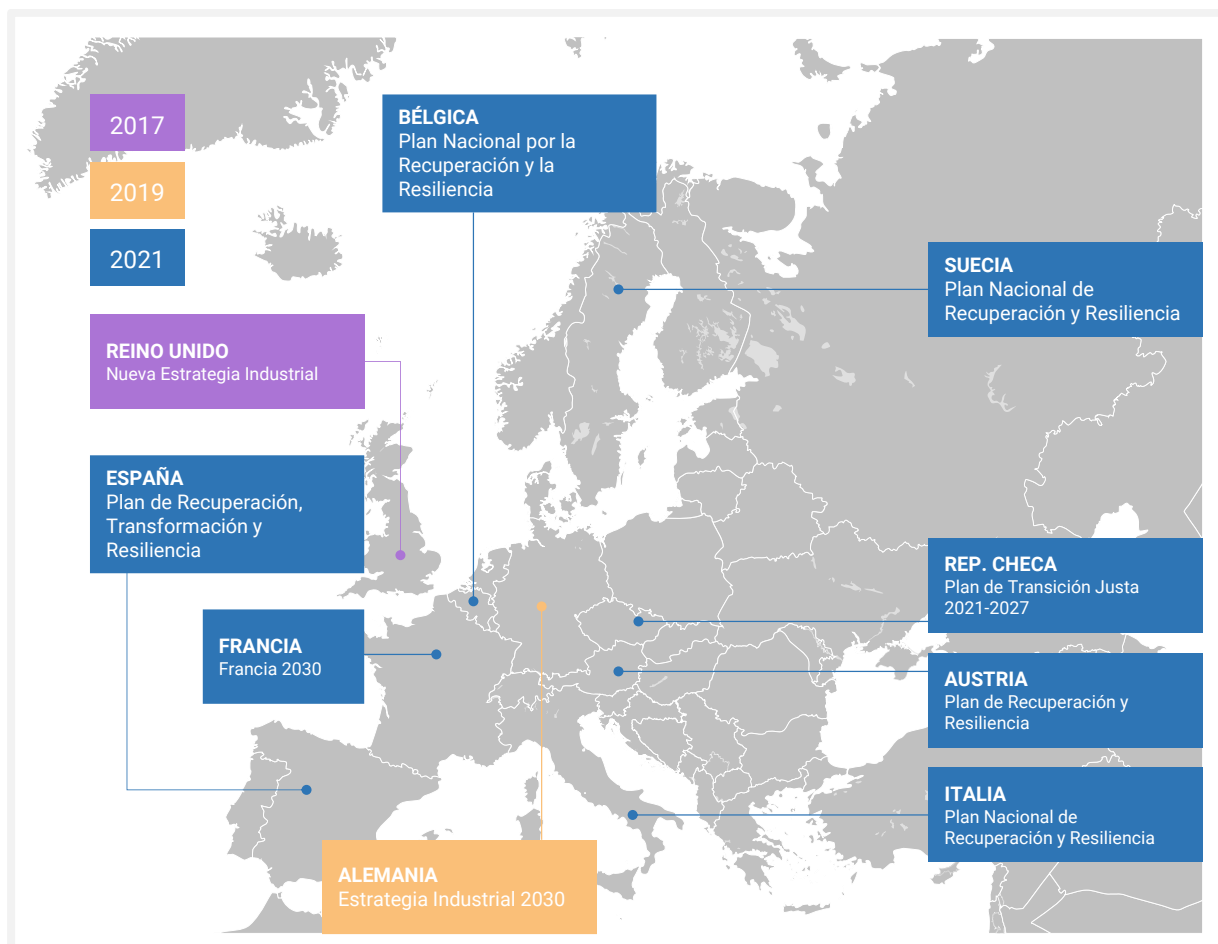 2017
2019
2021
BÉLGICA
Plan Nacional por la
Recuperación y la
Resiliencia
SUECIA
Plan Nacional de
Recuperación y Resiliencia
REINO UNIDO
Nueva Estrategia Industrial
ESPAÑA
Plan de Recuperación,
Transformación y
Resiliencia
FRANCIA
Francia 2030
REP. CHECA
Plan de Transición Justa
2021-2027
AUSTRIA
Plan de Recuperación y
Resiliencia
ITALIA
Plan Nacional de
Recuperación y Resiliencia
ALEMANIA
Estrategia Industrial 2030